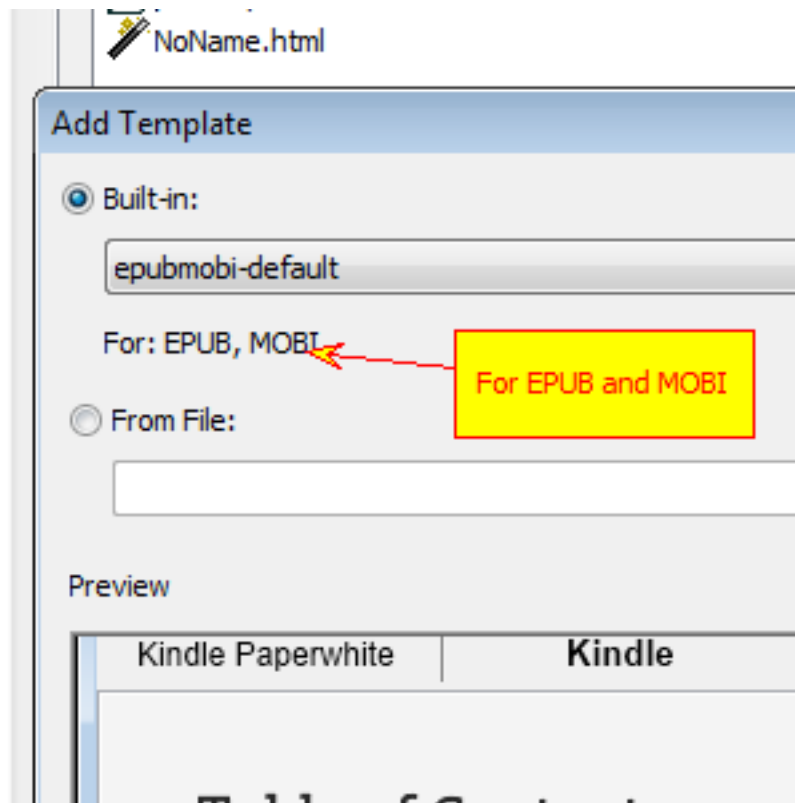 NoName.html
Add Template
Built-in:
epubmobi-default
For: EPUB, MOBI
For EPUB and MOBI
From File:
Preview
Kindle Paperwhite
Kindle